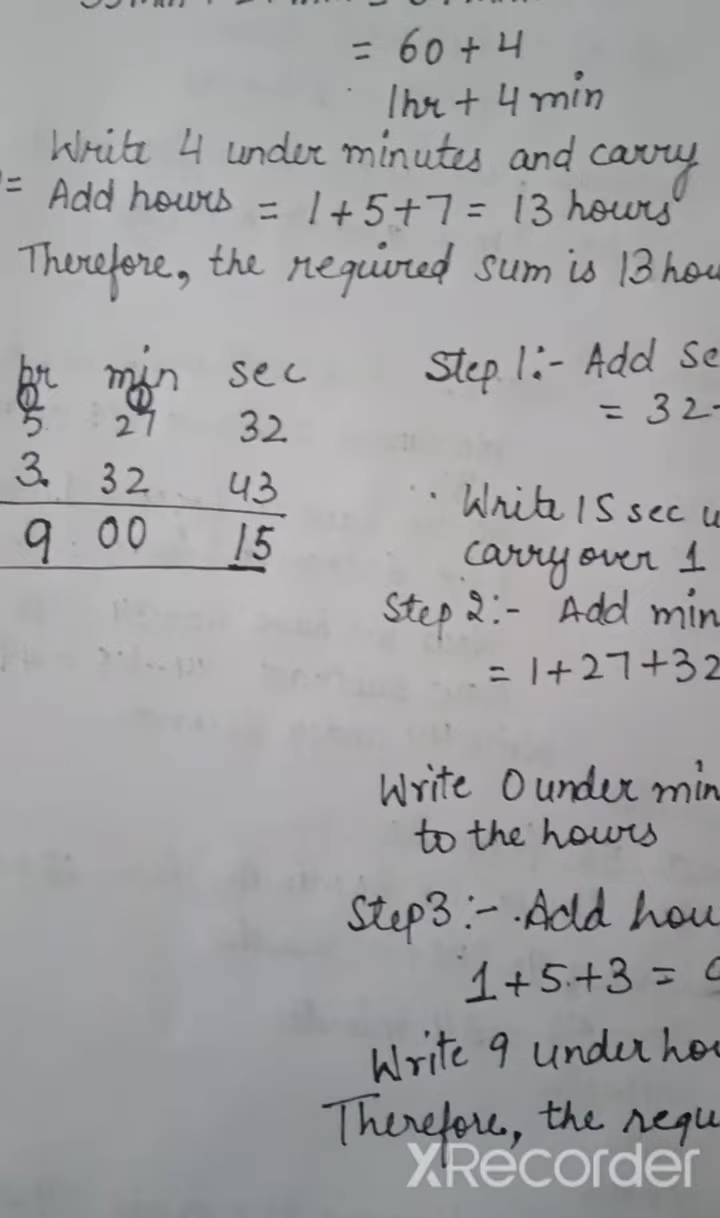 = 60 + 4
1hr + 4 min
Write 4 under minutes and carry
= Add hours = 1+5+7 = 13 hours
Therefore, the required sum is 13 hou
hr min sec
1 1
5 27 32
3. 32 43
9 00 15
Step 1:- Add Se
= 32
Write 15 sec u
carry over 1
Step 2:- Add min
= 1+27+32
Write 0 under min
to the hours
Step 3:- Add hou
1+5+3 = 9
Write 9 under hou
Therefore, the requ
XRecorder